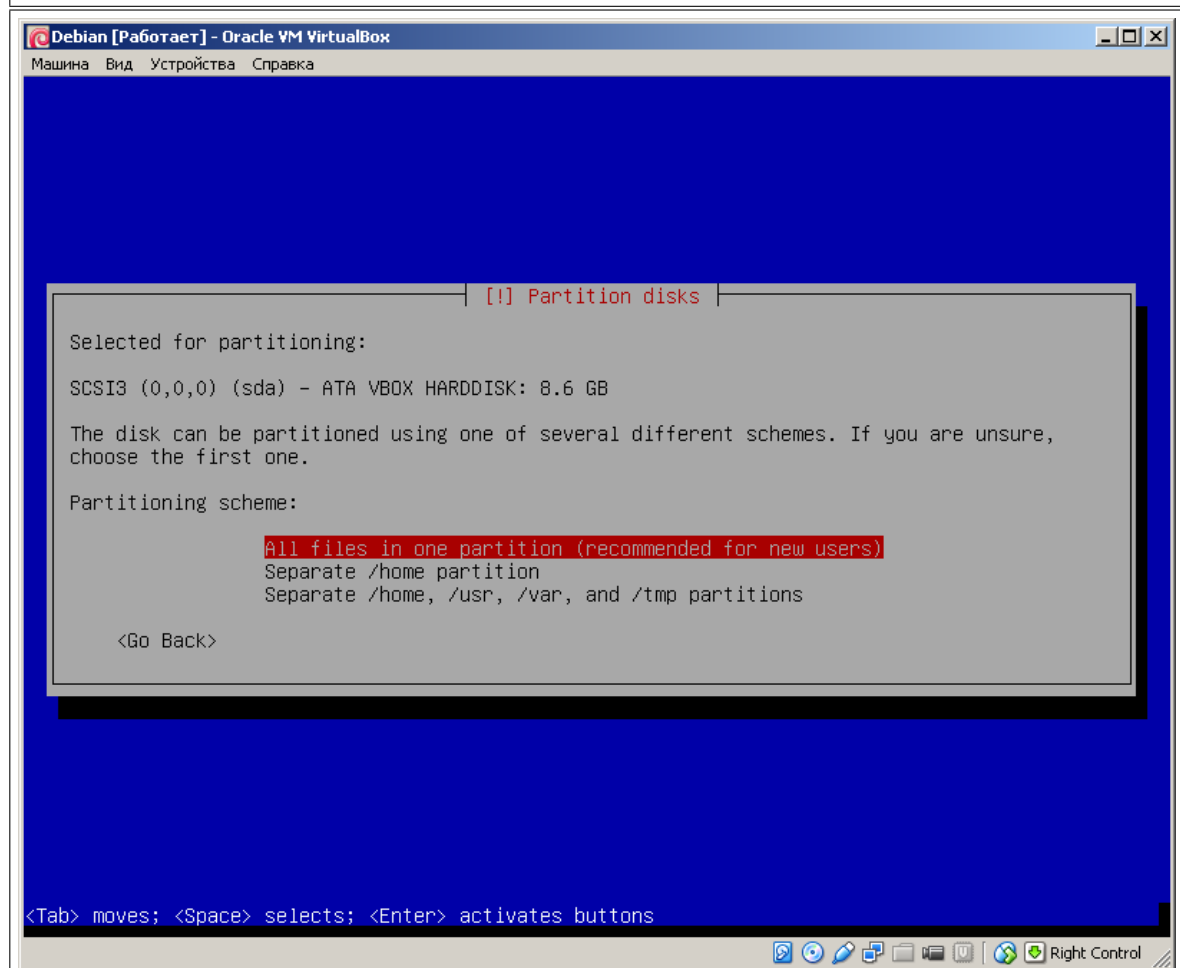 Debian [Работает] - Oracle VM VirtualBox
Машина Вид Устройства Справка
[!] Partition disks
Selected for partitioning:
SCSI3 (0,0,0) (sda) – ATA VBOX HARDDISK: 8.6 GB
The disk can be partitioned using one of several different schemes. If you are unsure,
choose the first one.
Partitioning scheme:
All files in one partition (recommended for new users)
Separate /home partition
Separate /home, /usr, /var, and /tmp partitions
<Go Back>
<Tab> moves; <Space> selects; <Enter> activates buttons
Right Control